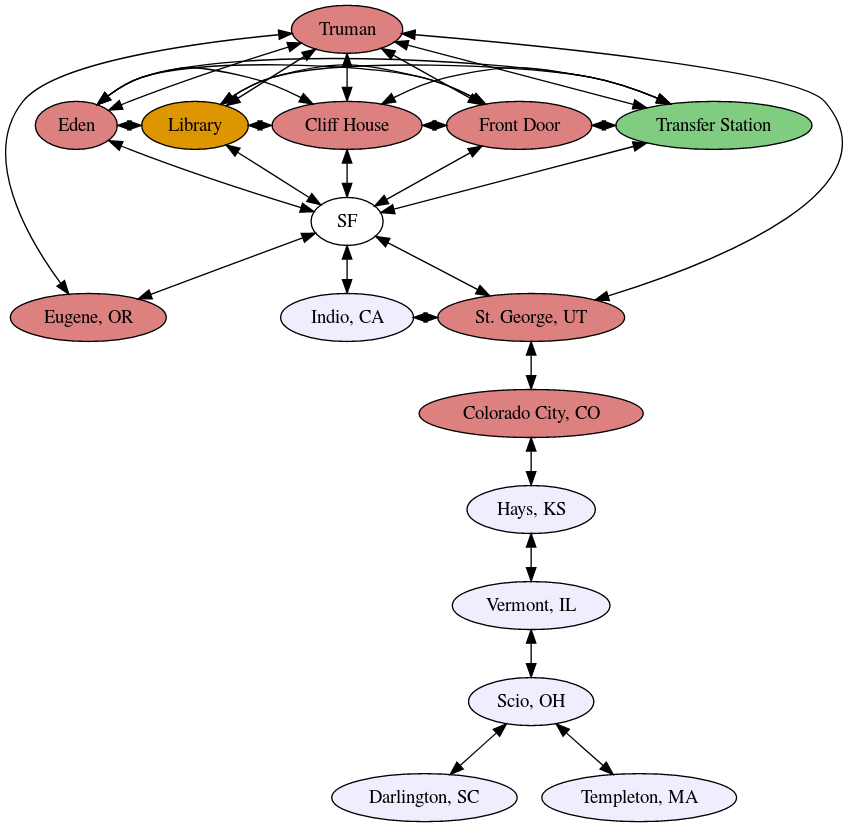 Truman
Eden
Library
Cliff House
Front Door
Transfer Station
SF
Eugene, OR
Indio, CA
St. George, UT
Colorado City, CO
Hays, KS
Vermont, IL
Scio, OH
Darlington, SC
Templeton, MA